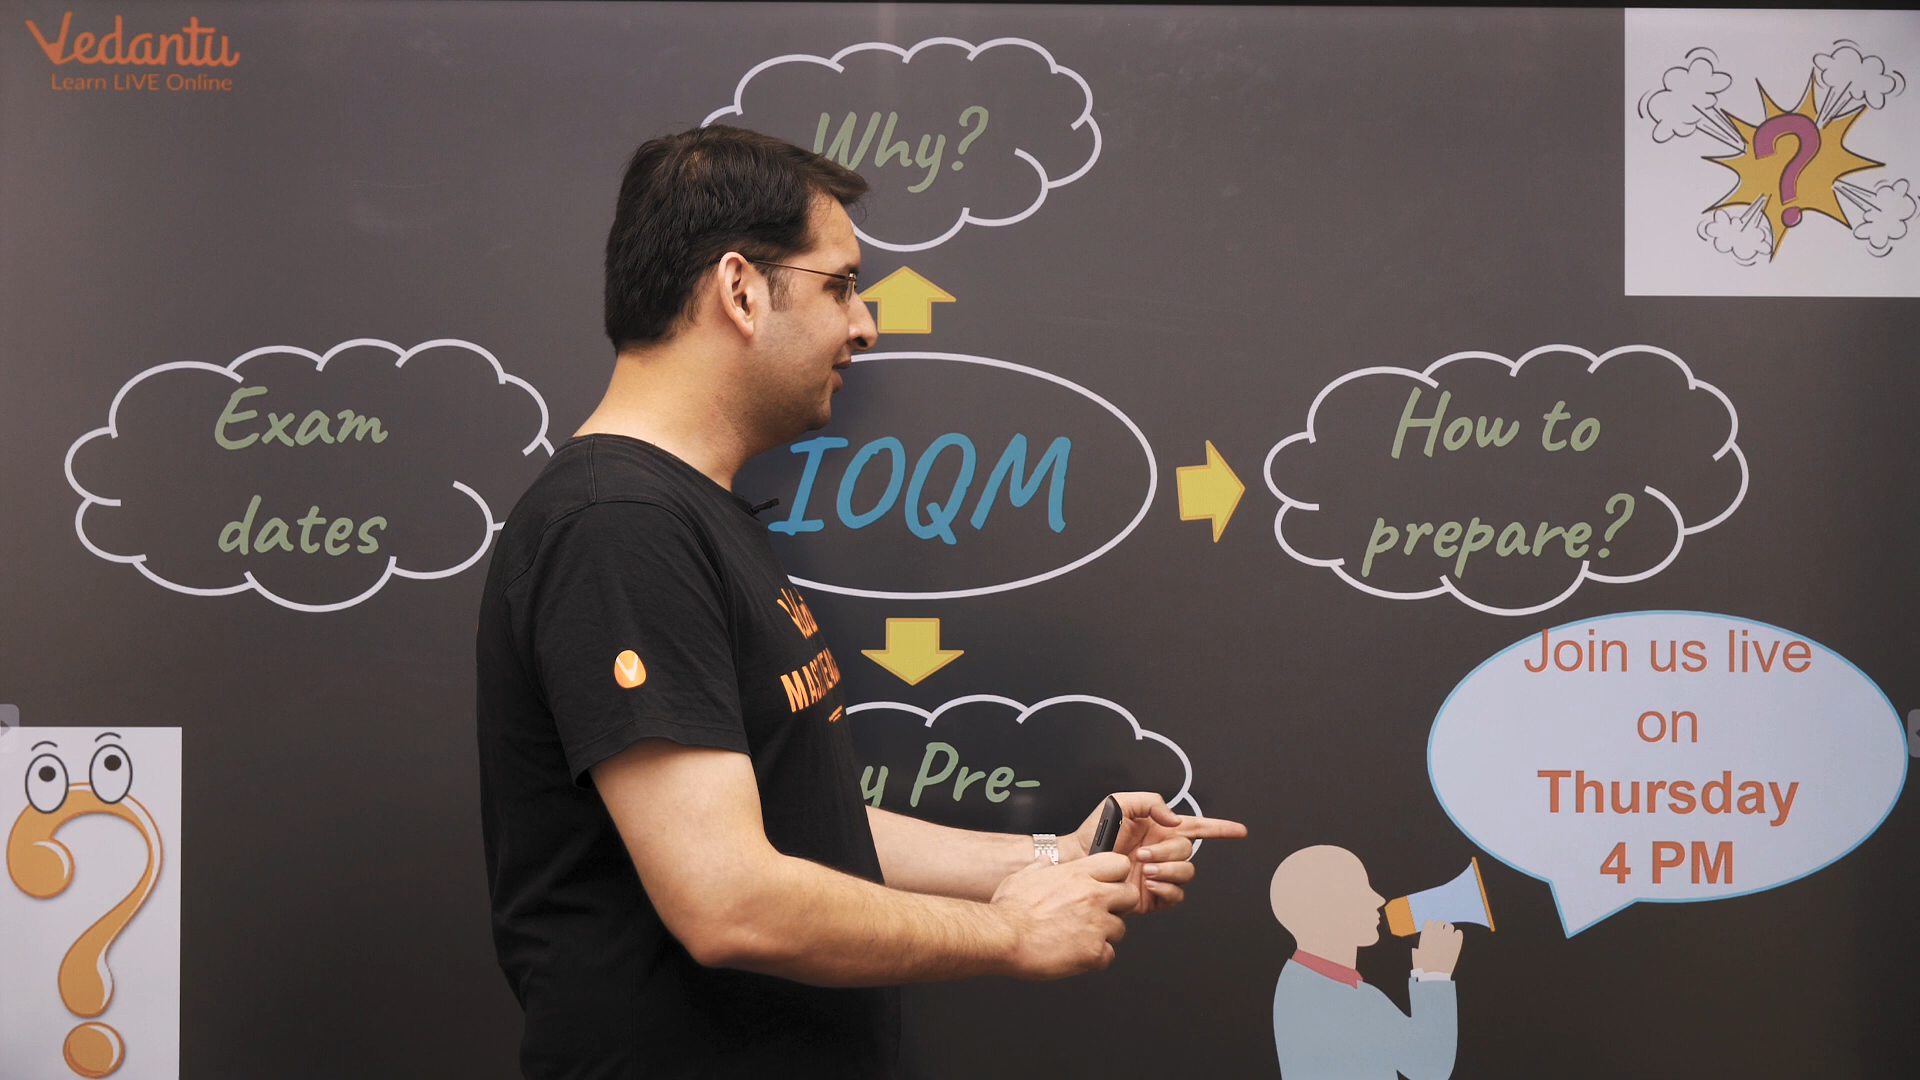 Vedantu
Learn LIVE Online
Why?
Exam
dates
IOQM
How to
prepare?
Pre-
Join us live
on
Thursday
4 PM